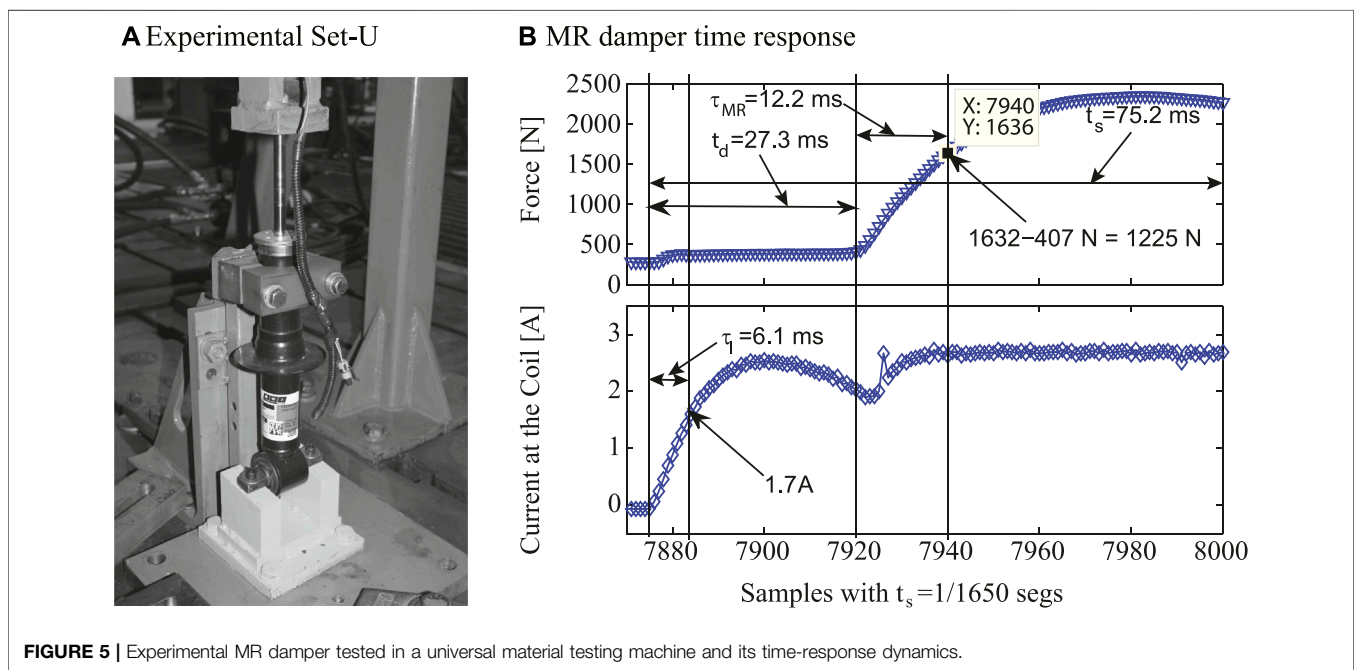 A Experimental Set-U
B MR damper time response
2500
2000
1500
1000
500
0
Force [N]
τMR=12.2 ms
td=27.3 ms
X: 7940
Y: 1636
ts=75.2 ms
1632−407 N = 1225 N
3
2
1
0
Current at the Coil [A]
τI=6.1 ms
1.7A
7880 7900 7920 7940 7960 7980 8000
Samples with ts=1/1650 segs
FIGURE 5 | Experimental MR damper tested in a universal material testing machine and its time-response dynamics.